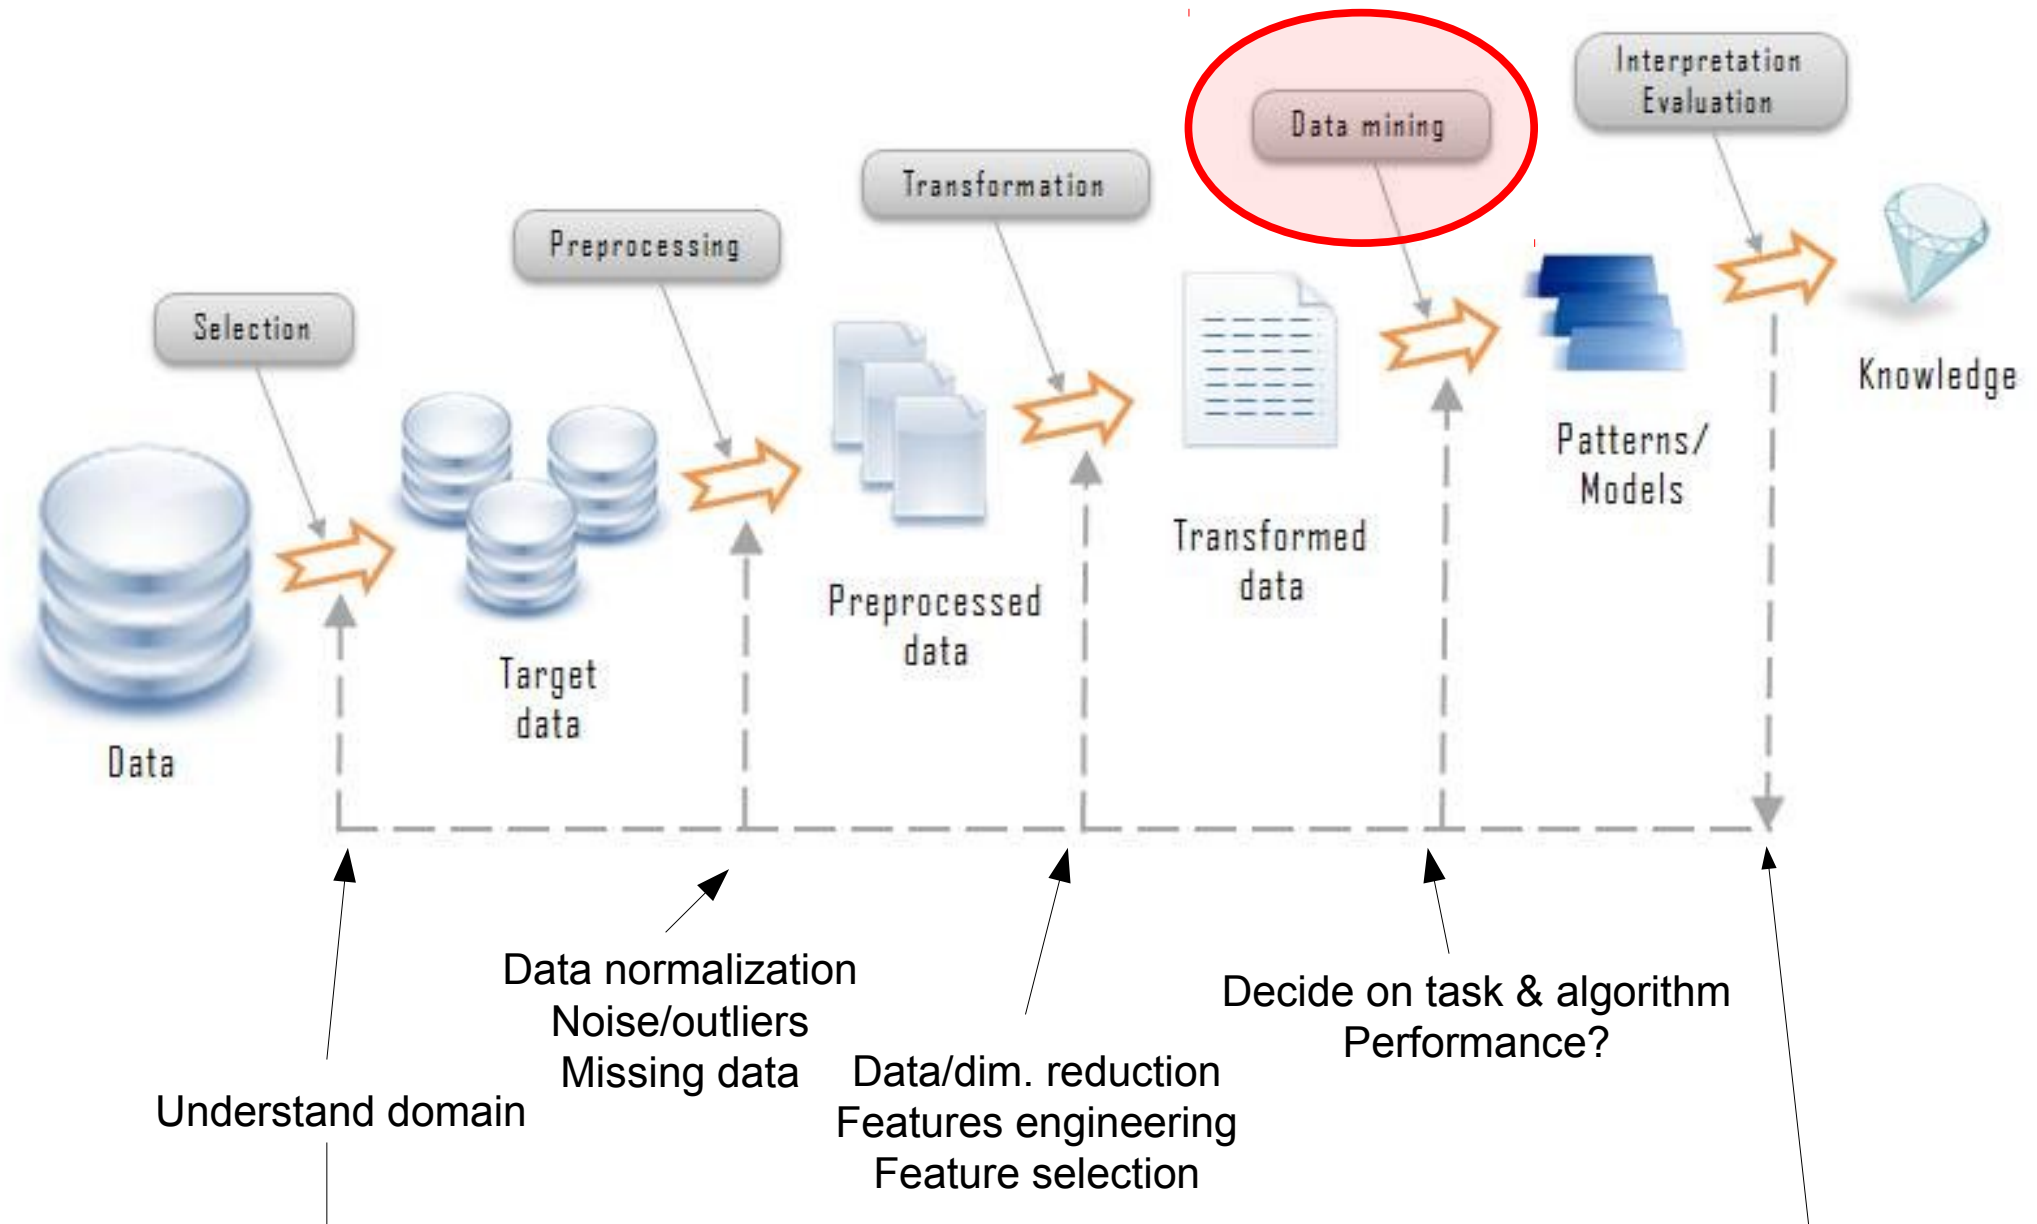 Interpretation
Evaluation
Data mining
Transformation
Preprocessing
Selection
Knowledge
Patterns/
Models
Transformed
data
Preprocessed
data
Target
data
Data
Data normalization
Noise/outliers
Missing data
Decide on task & algorithm
Performance?
Data/dim. reduction
Features engineering
Feature selection
Understand domain